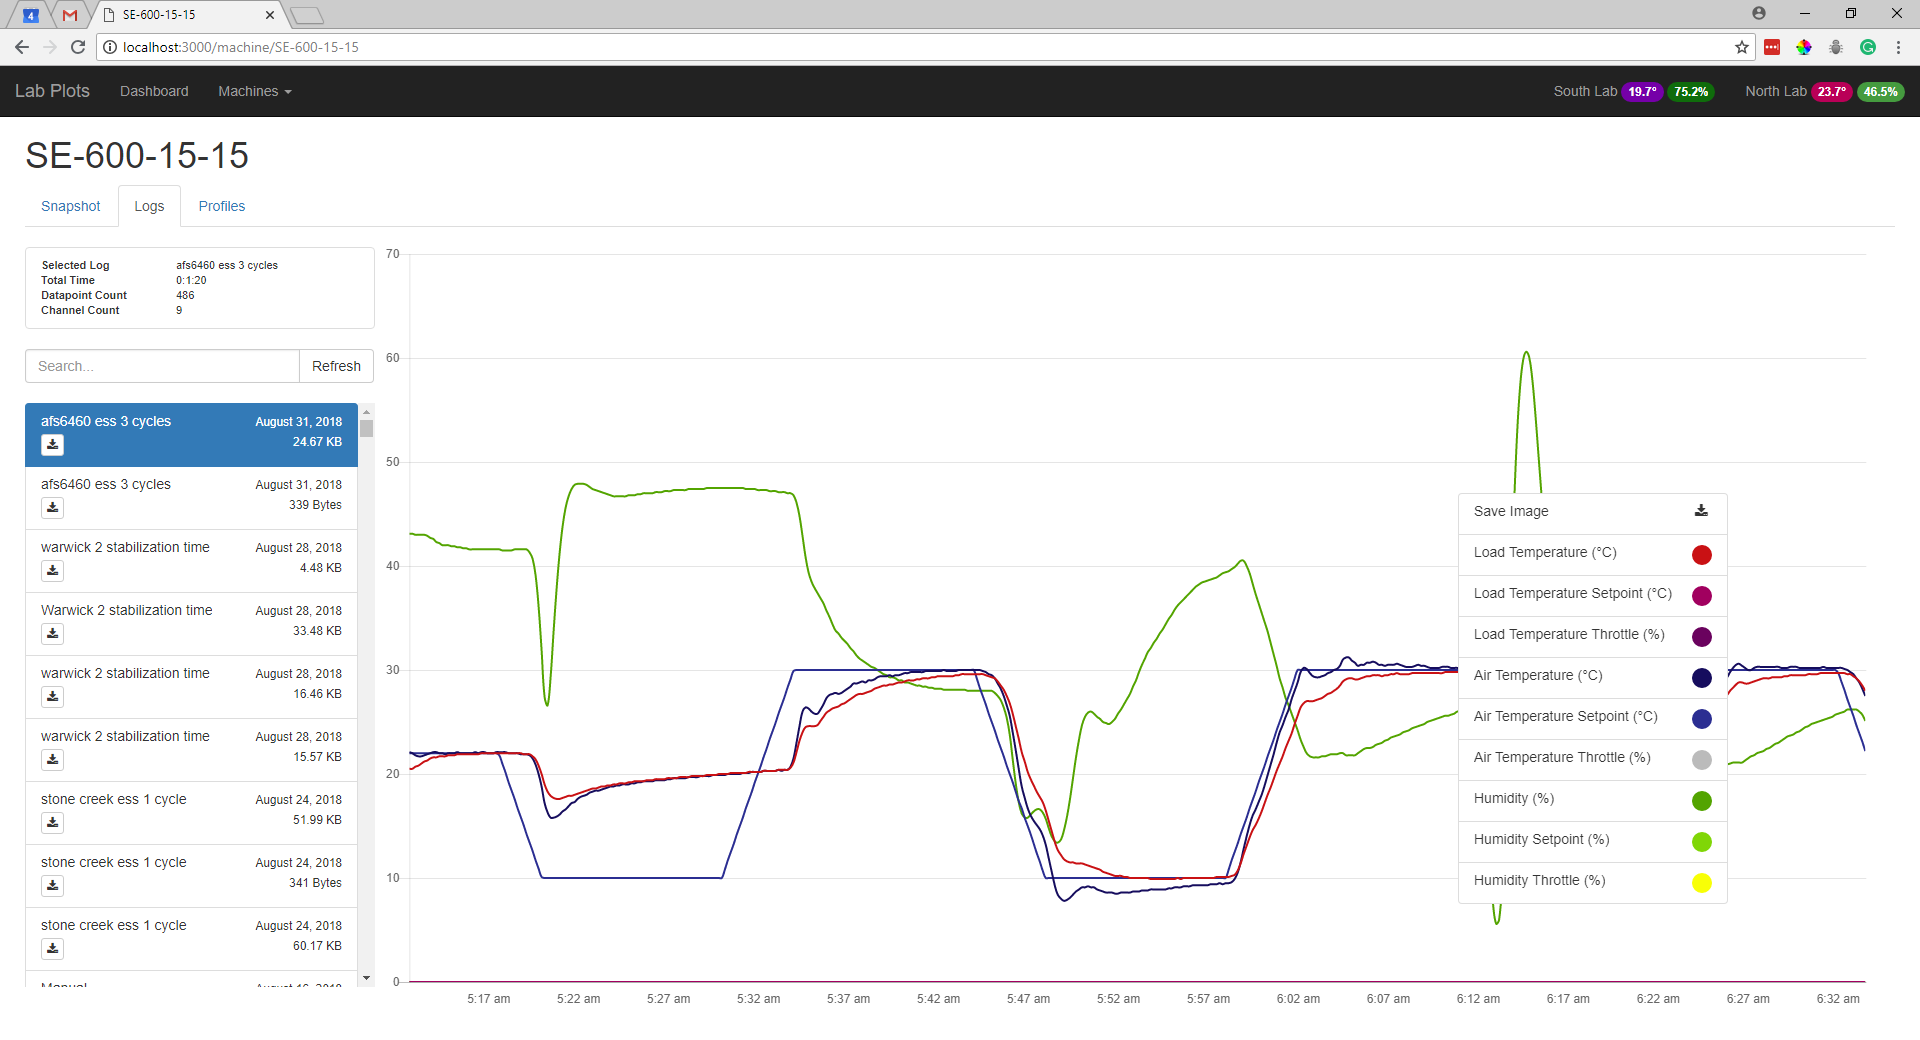 4
SE-600-15-15
localhost:3000/machine/SE-600-15-15
Lab Plots Dashboard Machines South Lab 19.7° 75.2% North Lab 23.7° 46.5%
SE-600-15-15
Snapshot Logs Profiles
Selected Log afs6460 ess 3 cycles
Total Time 0:1:20
Datapoint Count 486
Channel Count 9
Search... Refresh
afs6460 ess 3 cycles August 31, 2018
24.67 KB
afs6460 ess 3 cycles August 31, 2018
339 Bytes
warwick 2 stabilization time August 28, 2018
4.48 KB
Warwick 2 stabilization time August 28, 2018
33.48 KB
warwick 2 stabilization time August 28, 2018
16.46 KB
warwick 2 stabilization time August 28, 2018
15.57 KB
stone creek ess 1 cycle August 24, 2018
51.99 KB
stone creek ess 1 cycle August 24, 2018
341 Bytes
stone creek ess 1 cycle August 24, 2018
60.17 KB
70
60
50
40
30
20
10
0
Save Image
Load Temperature (°C)
Load Temperature Setpoint (°C)
Load Temperature Throttle (%)
Air Temperature (°C)
Air Temperature Setpoint (°C)
Air Temperature Throttle (%)
Humidity (%)
Humidity Setpoint (%)
Humidity Throttle (%)
5:17 am 5:22 am 5:27 am 5:32 am 5:37 am 5:42 am 5:47 am 5:52 am 5:57 am 6:02 am 6:07 am 6:12 am 6:17 am 6:22 am 6:27 am 6:32 am